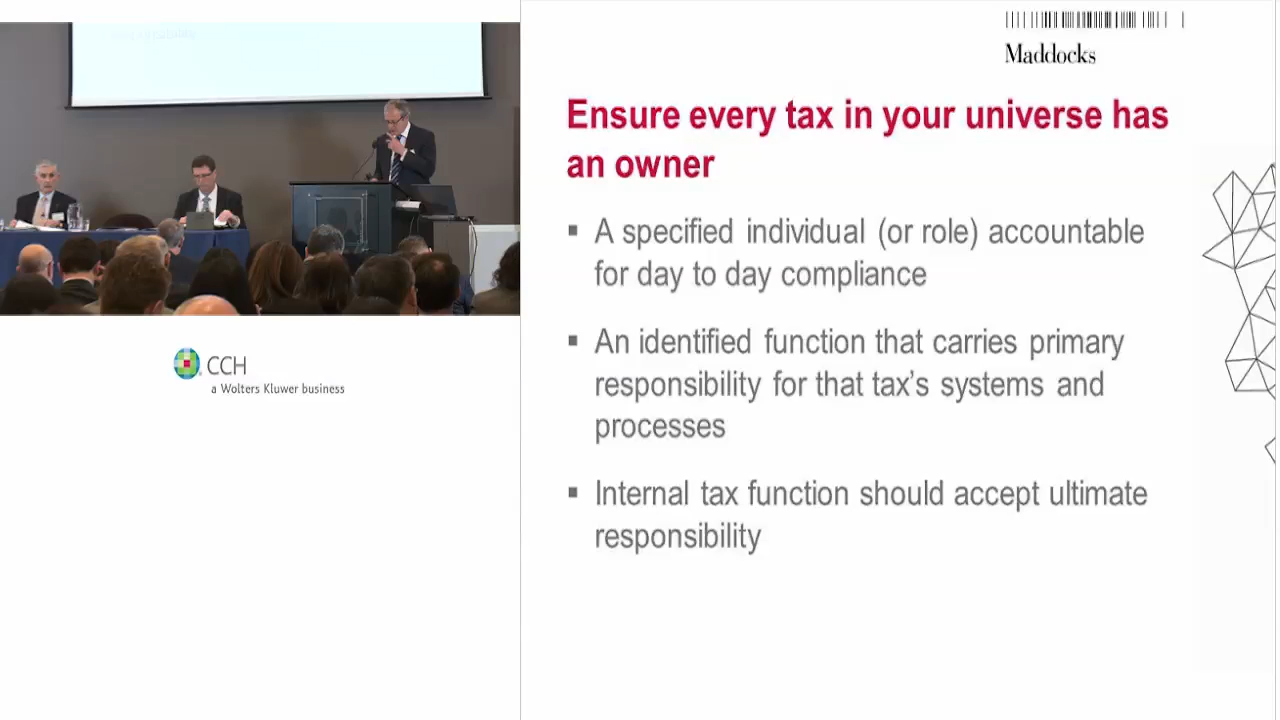 Maddocks
Ensure every tax in your universe has
an owner
▪ A specified individual (or role) accountable
for day to day compliance
▪ An identified function that carries primary
responsibility for that tax's systems and
processes
▪ Internal tax function should accept ultimate
responsibility
CCH
a Wolters Kluwer business